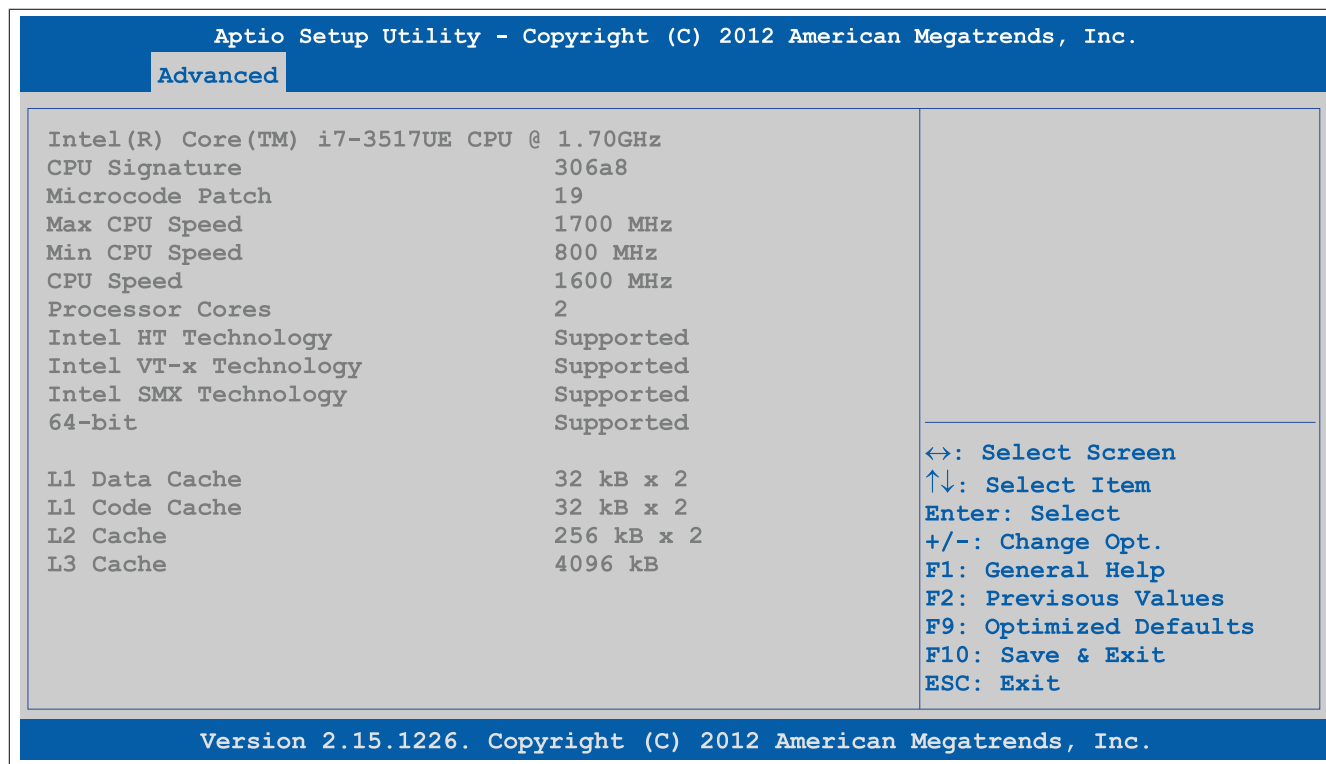 Aptio Setup Utility - Copyright (C) 2012 American Megatrends, Inc.
Advanced
Intel(R) Core(TM) i7-3517UE CPU @ 1.70GHz
CPU Signature 306a8
Microcode Patch 19
Max CPU Speed 1700 MHz
Min CPU Speed 800 MHz
CPU Speed 1600 MHz
Processor Cores 2
Intel HT Technology Supported
Intel VT-x Technology Supported
Intel SMX Technology Supported
64-bit Supported
L1 Data Cache 32 kB x 2
L1 Code Cache 32 kB x 2
L2 Cache 256 kB x 2
L3 Cache 4096 kB
↔: Select Screen
↑↓: Select Item
Enter: Select
+/-: Change Opt.
F1: General Help
F2: Previsous Values
F9: Optimized Defaults
F10: Save & Exit
ESC: Exit
Version 2.15.1226. Copyright (C) 2012 American Megatrends, Inc.